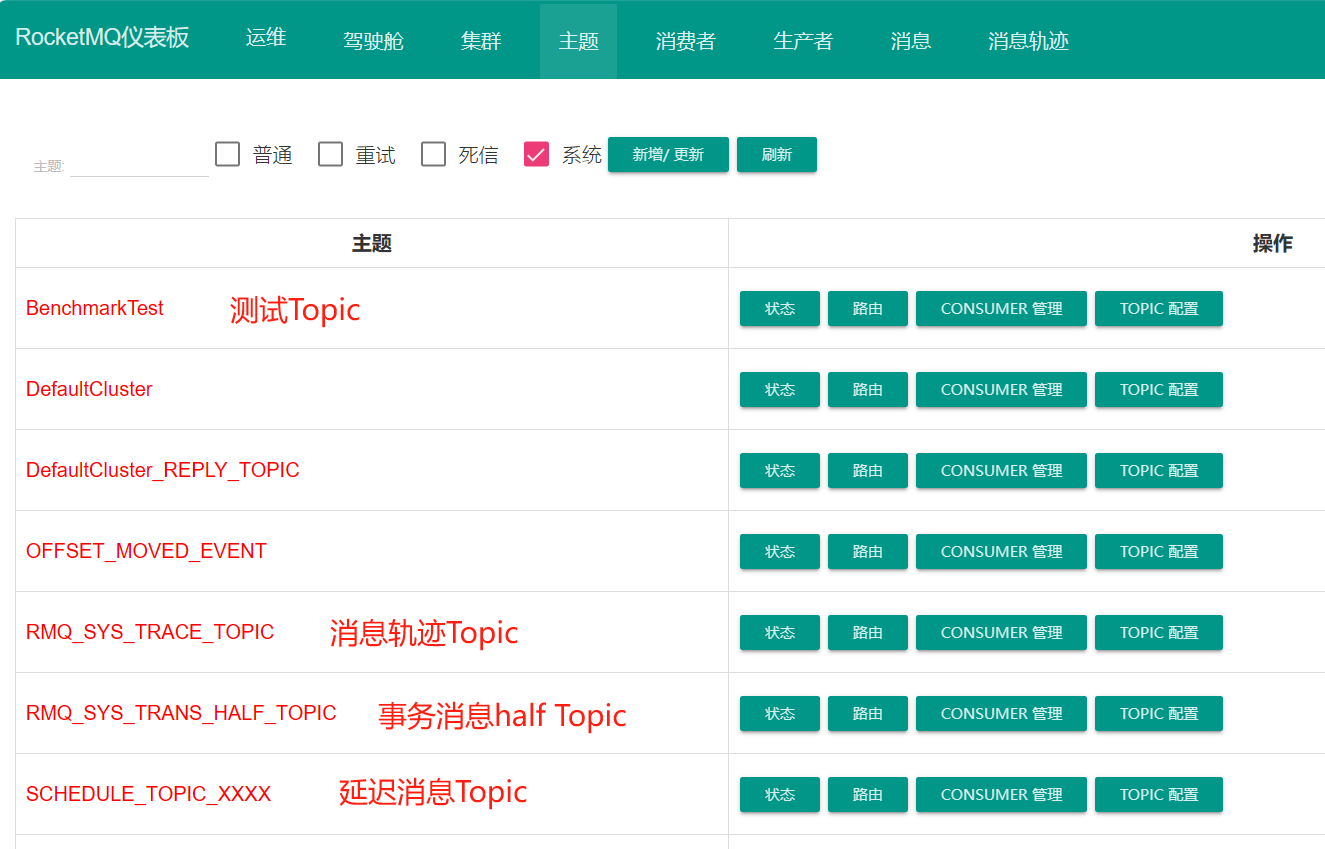 RocketMQ仪表板 运维 驾驶舱 集群 主题 消费者 生产者 消息 消息轨迹
主题: 普通 重试 死信 系统 新增/ 更新 刷新
主题 操作
BenchmarkTest 测试Topic 状态 路由 CONSUMER 管理 TOPIC 配置
DefaultCluster 状态 路由 CONSUMER 管理 TOPIC 配置
DefaultCluster_REPLY_TOPIC 状态 路由 CONSUMER 管理 TOPIC 配置
OFFSET_MOVED_EVENT 状态 路由 CONSUMER 管理 TOPIC 配置
RMQ_SYS_TRACE_TOPIC 消息轨迹Topic 状态 路由 CONSUMER 管理 TOPIC 配置
RMQ_SYS_TRANS_HALF_TOPIC 事务消息half Topic 状态 路由 CONSUMER 管理 TOPIC 配置
SCHEDULE_TOPIC_XXXX 延迟消息Topic 状态 路由 CONSUMER 管理 TOPIC 配置